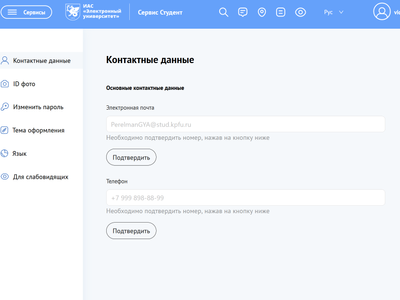 Сервисы
ИАС
«Электронный
университет»
Сервис Студент
Рус
Контактные данные
ID фото
Изменить пароль
Тема оформления
Язык
Для слабовидящих
Контактные данные
Основные контактные данные
Электронная почта
PerelmanGYA@stud.kpfu.ru
Необходимо подтвердить номер, нажав на кнопку ниже
Подтвердить
Телефон
+7 999 898-98-99
Необходимо подтвердить номер, нажав на кнопку ниже
Подтвердить